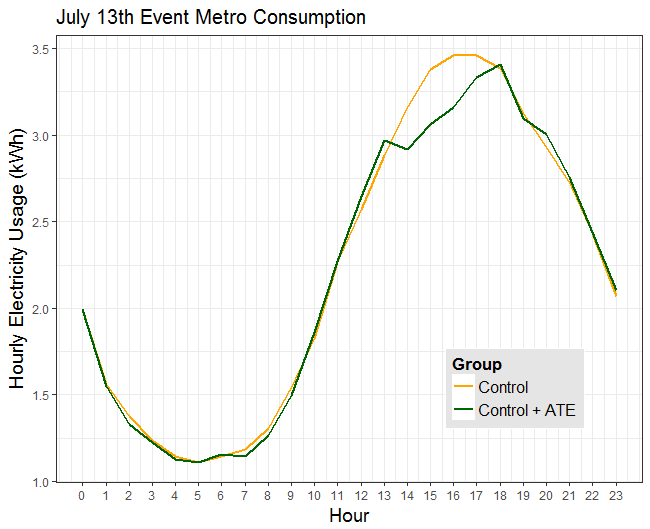 July 13th Event Metro Consumption
Hourly Electricity Usage (kWh)
3.5
3.0
2.5
2.0
1.5
1.0
Group
Control
Control + ATE
0 1 2 3 4 5 6 7 8 9 10 11 12 13 14 15 16 17 18 19 20 21 22 23
Hour